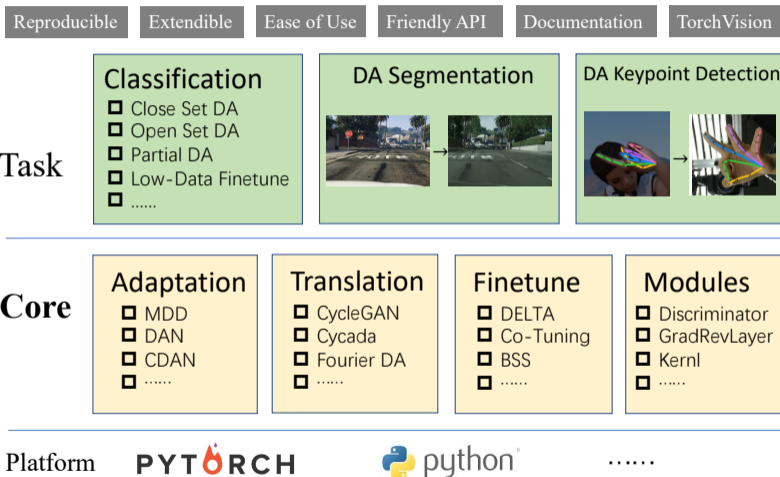 Reproducible
Extendible
Ease of Use
Friendly API
Documentation
TorchVision
Task
Classification
Close Set DA
Open Set DA
Partial DA
Low-Data Finetune
......
DA Segmentation
DA Keypoint Detection
Core
Adaptation
MDD
DAN
CDAN
......
Translation
CycleGAN
Cycada
Fourier DA
......
Finetune
DELTA
Co-Tuning
BSS
......
Modules
Discriminator
GradRevLayer
Kernl
......
Platform
PYTORCH
python
......